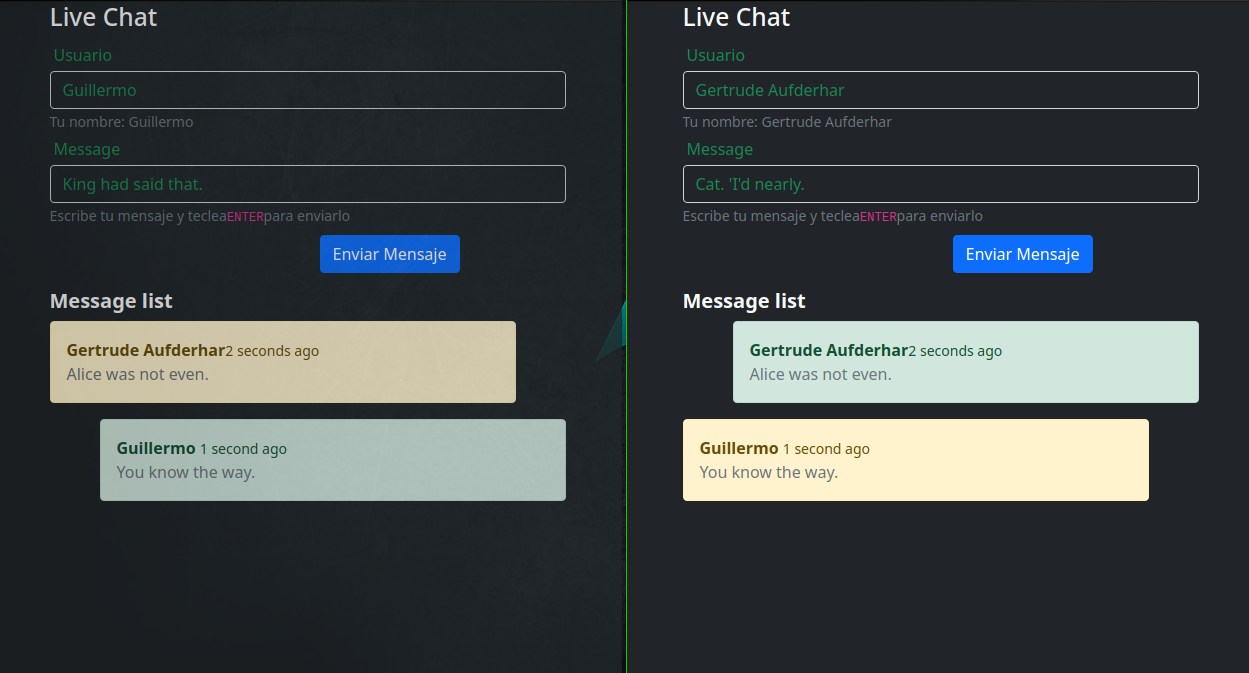 Live Chat
Usuario
Guillermo
Tu nombre: Guillermo
Message
King had said that.
Escribe tu mensaje y tecleaENTERpara enviarlo
Enviar Mensaje
Message list
Gertrude Aufderhar2 seconds ago
Alice was not even.
Guillermo 1 second ago
You know the way.
Live Chat
Usuario
Gertrude Aufderhar
Tu nombre: Gertrude Aufderhar
Message
Cat. 'I'd nearly.
Escribe tu mensaje y tecleaENTERpara enviarlo
Enviar Mensaje
Message list
Gertrude Aufderhar2 seconds ago
Alice was not even.
Guillermo 1 second ago
You know the way.